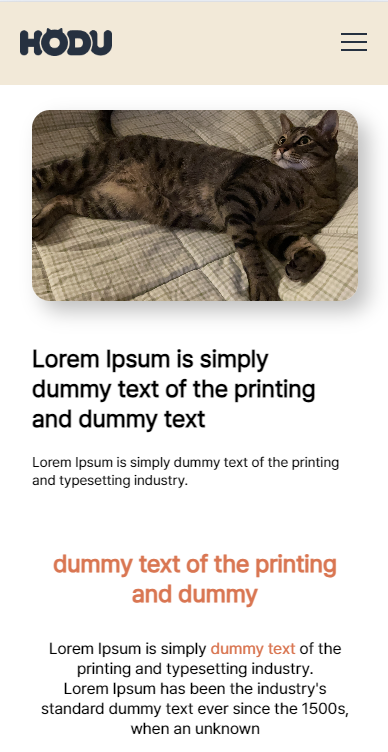 HODU
Lorem Ipsum is simply
dummy text of the printing
and dummy text
Lorem Ipsum is simply dummy text of the printing
and typesetting industry.
dummy text of the printing
and dummy
Lorem Ipsum is simply dummy text of the
printing and typesetting industry.
Lorem Ipsum has been the industry's
standard dummy text ever since the 1500s,
when an unknown